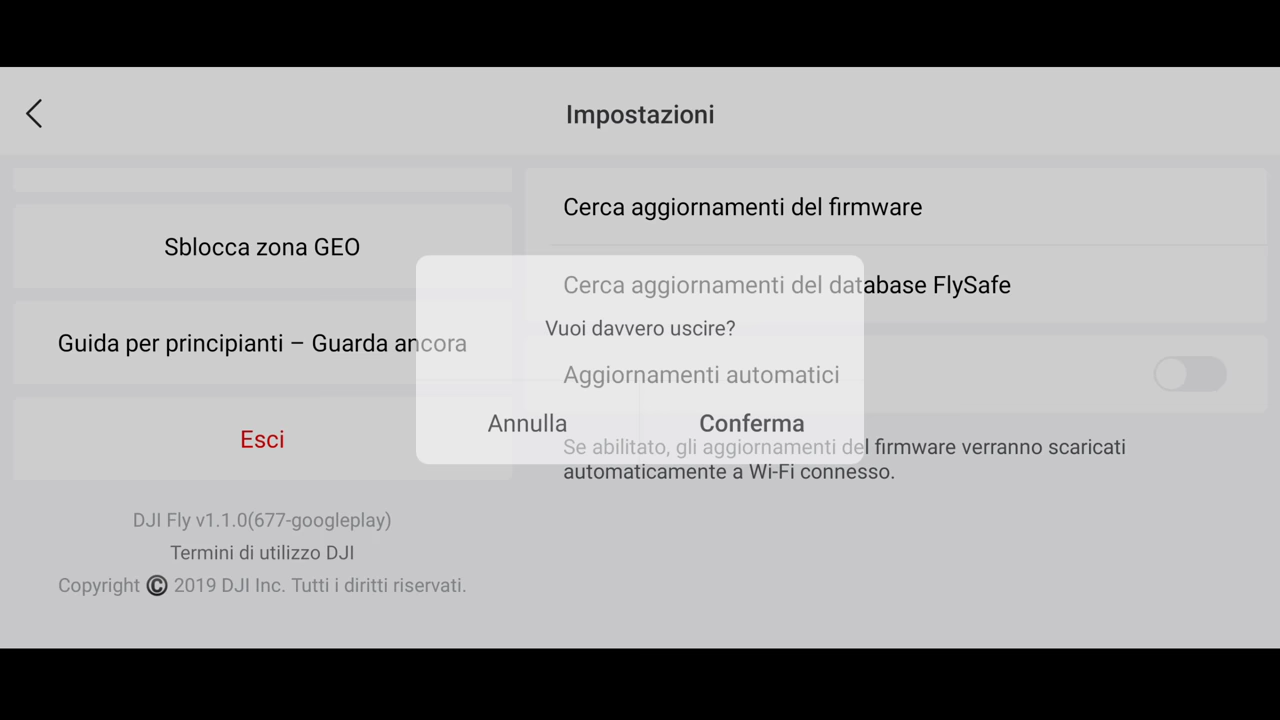 Impostazioni
Sblocca zona GEO
Guida per principianti – Guarda ancora
Esci
DJI Fly v1.1.0(677-googleplay)
Termini di utilizzo DJI
Copyright © 2019 DJI Inc. Tutti i diritti riservati.
Cerca aggiornamenti del firmware
Cerca aggiornamenti del database FlySafe
Aggiornamenti automatici
Se abilitato, gli aggiornamenti del firmware verranno scaricati
automaticamente a Wi-Fi connesso.
Vuoi davvero uscire?
Annulla
Conferma